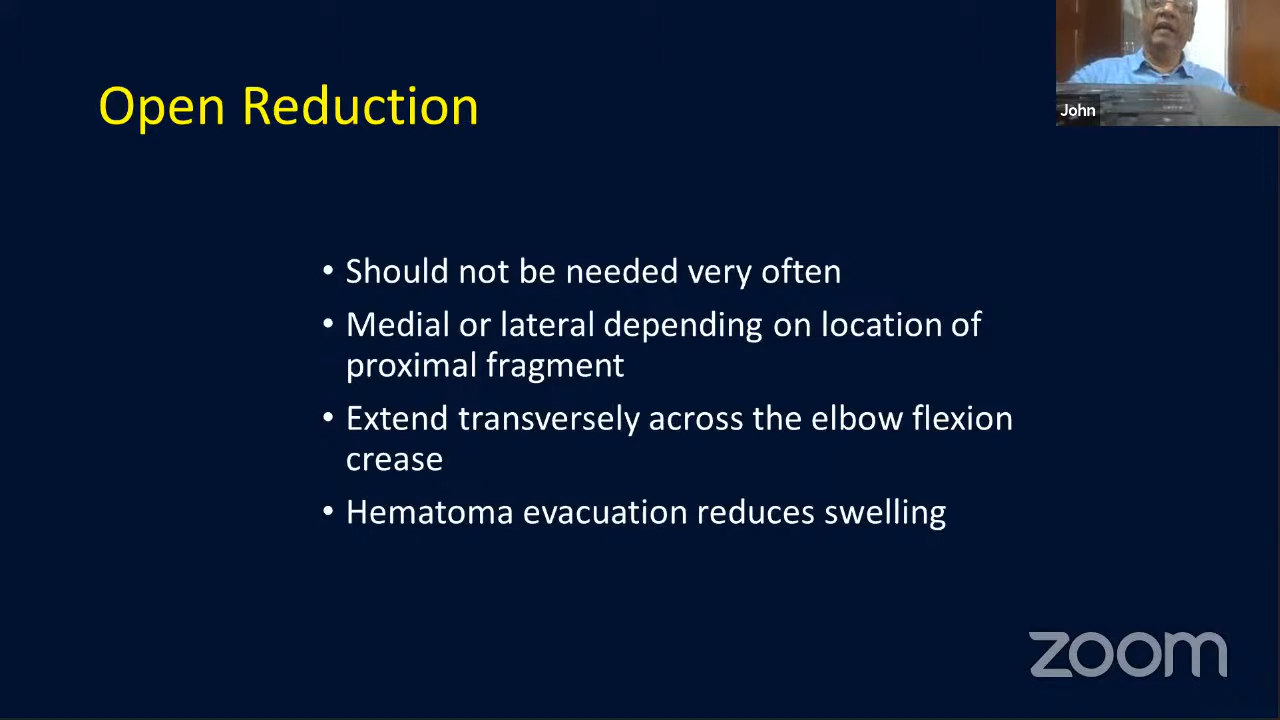 Open Reduction
John
• Should not be needed very often
• Medial or lateral depending on location of
proximal fragment
• Extend transversely across the elbow flexion
crease
• Hematoma evacuation reduces swelling
zoom